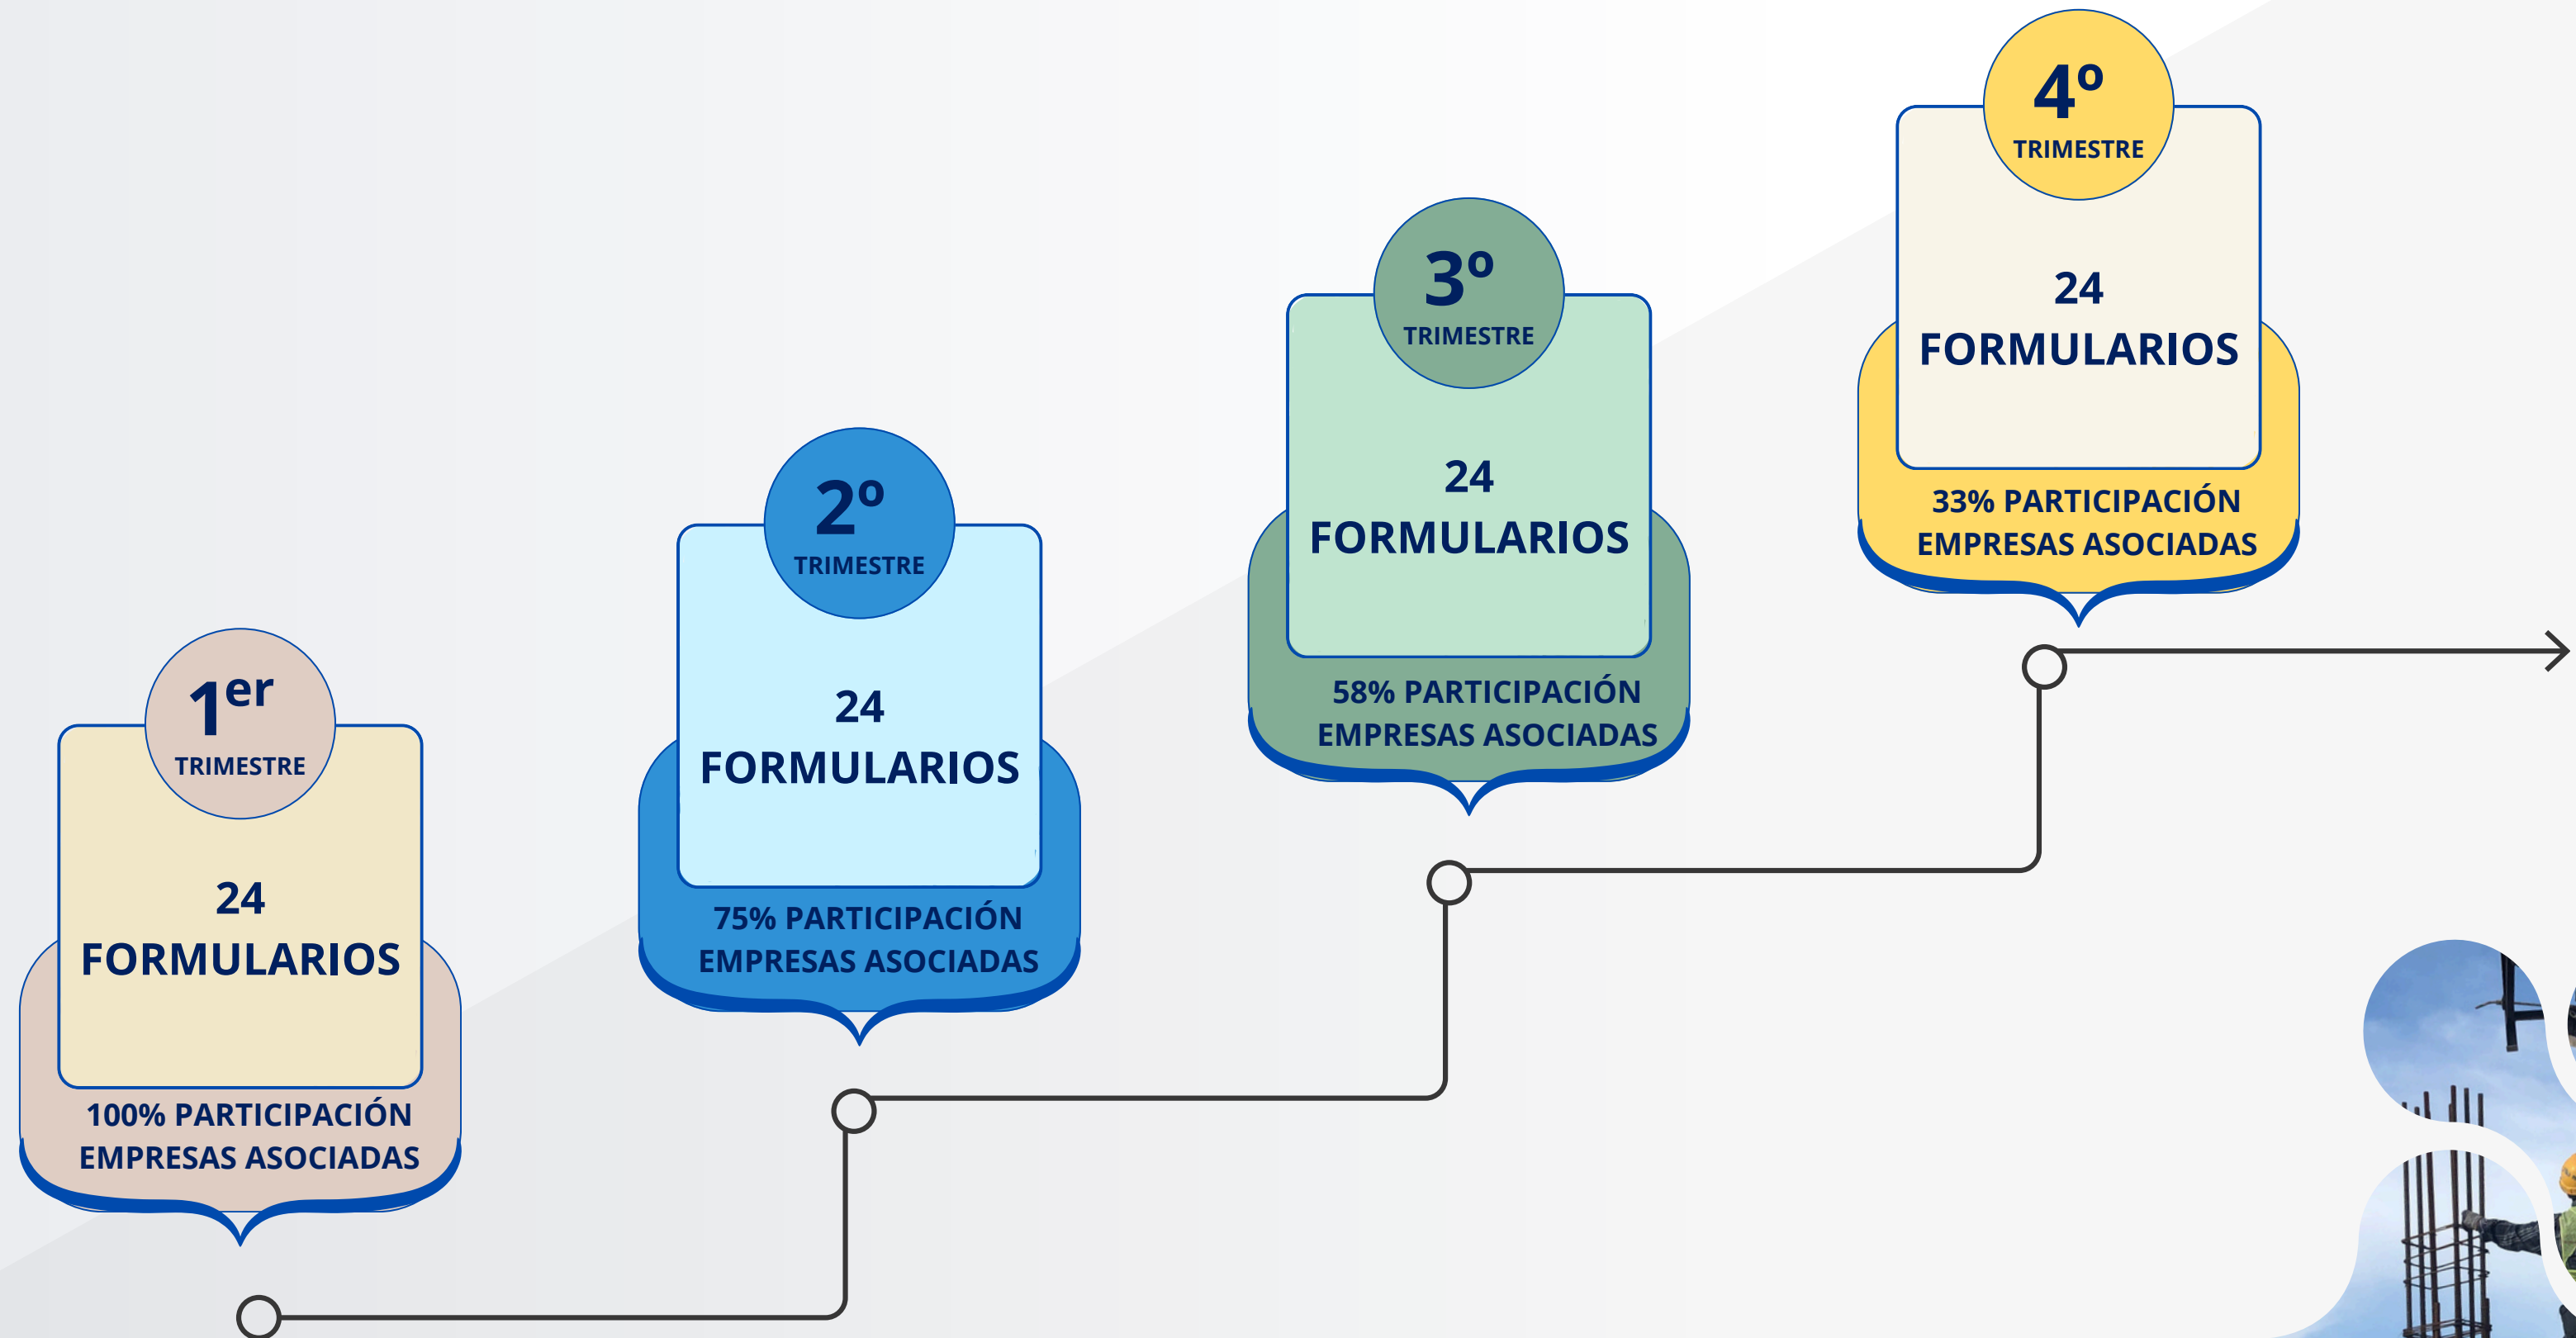 1er
TRIMESTRE
24
FORMULARIOS
100% PARTICIPACIÓN
EMPRESAS ASOCIADAS
2º
TRIMESTRE
24
FORMULARIOS
75% PARTICIPACIÓN
EMPRESAS ASOCIADAS
3º
TRIMESTRE
24
FORMULARIOS
58% PARTICIPACIÓN
EMPRESAS ASOCIADAS
4º
TRIMESTRE
24
FORMULARIOS
33% PARTICIPACIÓN
EMPRESAS ASOCIADAS